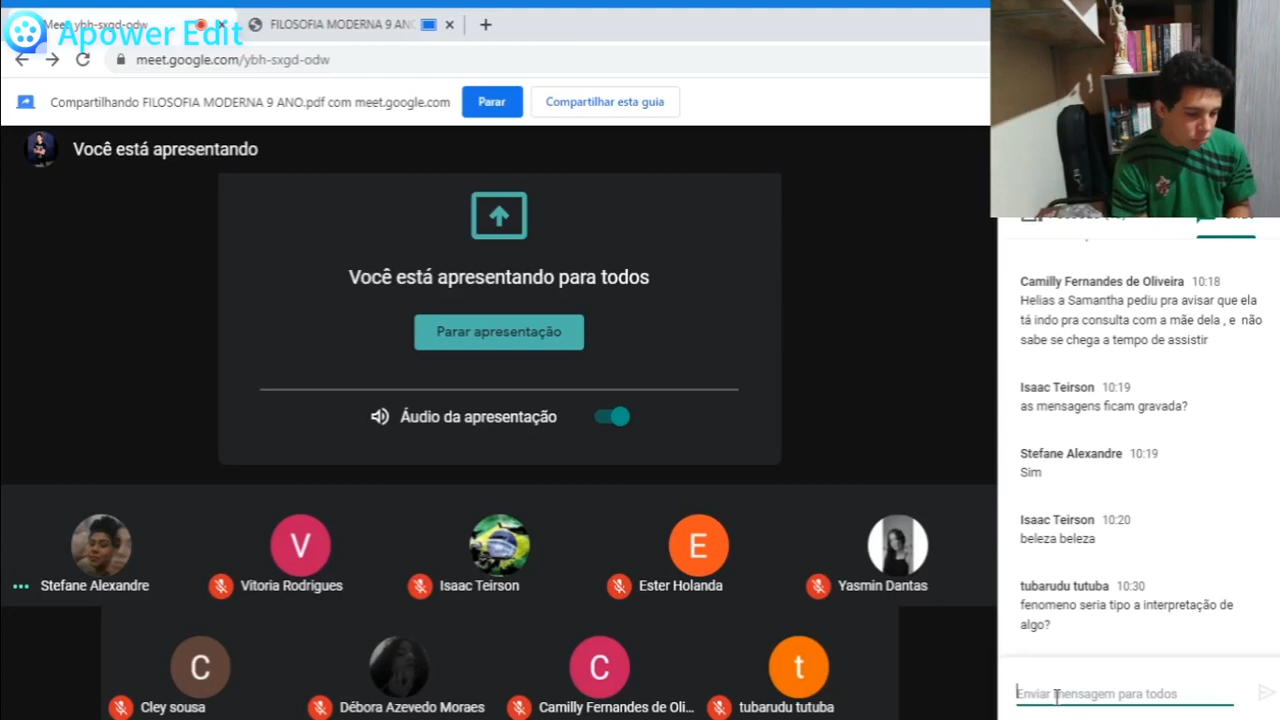 Meet ybh-sxgd-odw
FILOSOFIA MODERNA 9 ANO
Apower Edit
meet.google.com/ybh-sxgd-odw
Compartilhando FILOSOFIA MODERNA 9 ANO.pdf com meet.google.com
Parar
Compartilhar esta guia
Você está apresentando
Você está apresentando para todos
Parar apresentação
Áudio da apresentação
V
E
Stefane Alexandre
Vitoria Rodrigues
Isaac Teirson
Ester Holanda
Yasmin Dantas
C
C
t
Cley sousa
Débora Azevedo Moraes
Camilly Fernandes de Oli...
tubarudu tutuba
Camilly Fernandes de Oliveira 10:18
Helias a Samantha pediu pra avisar que ela
tá indo pra consulta com a mãe dela , e não
sabe se chega a tempo de assistir
Isaac Teirson 10:19
as mensagens ficam gravada?
Stefane Alexandre 10:19
Sim
Isaac Teirson 10:20
beleza beleza
tubarudu tutuba 10:30
fenomeno seria tipo a interpretação de
algo?
Enviar mensagem para todos